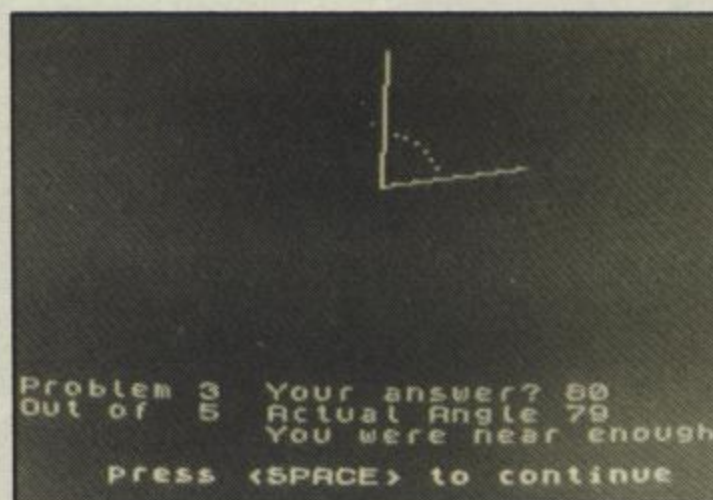 Problem 3 Your answer? 80
Out of 5 Actual Angle 79
You were near enough
press <SPACE> to continue